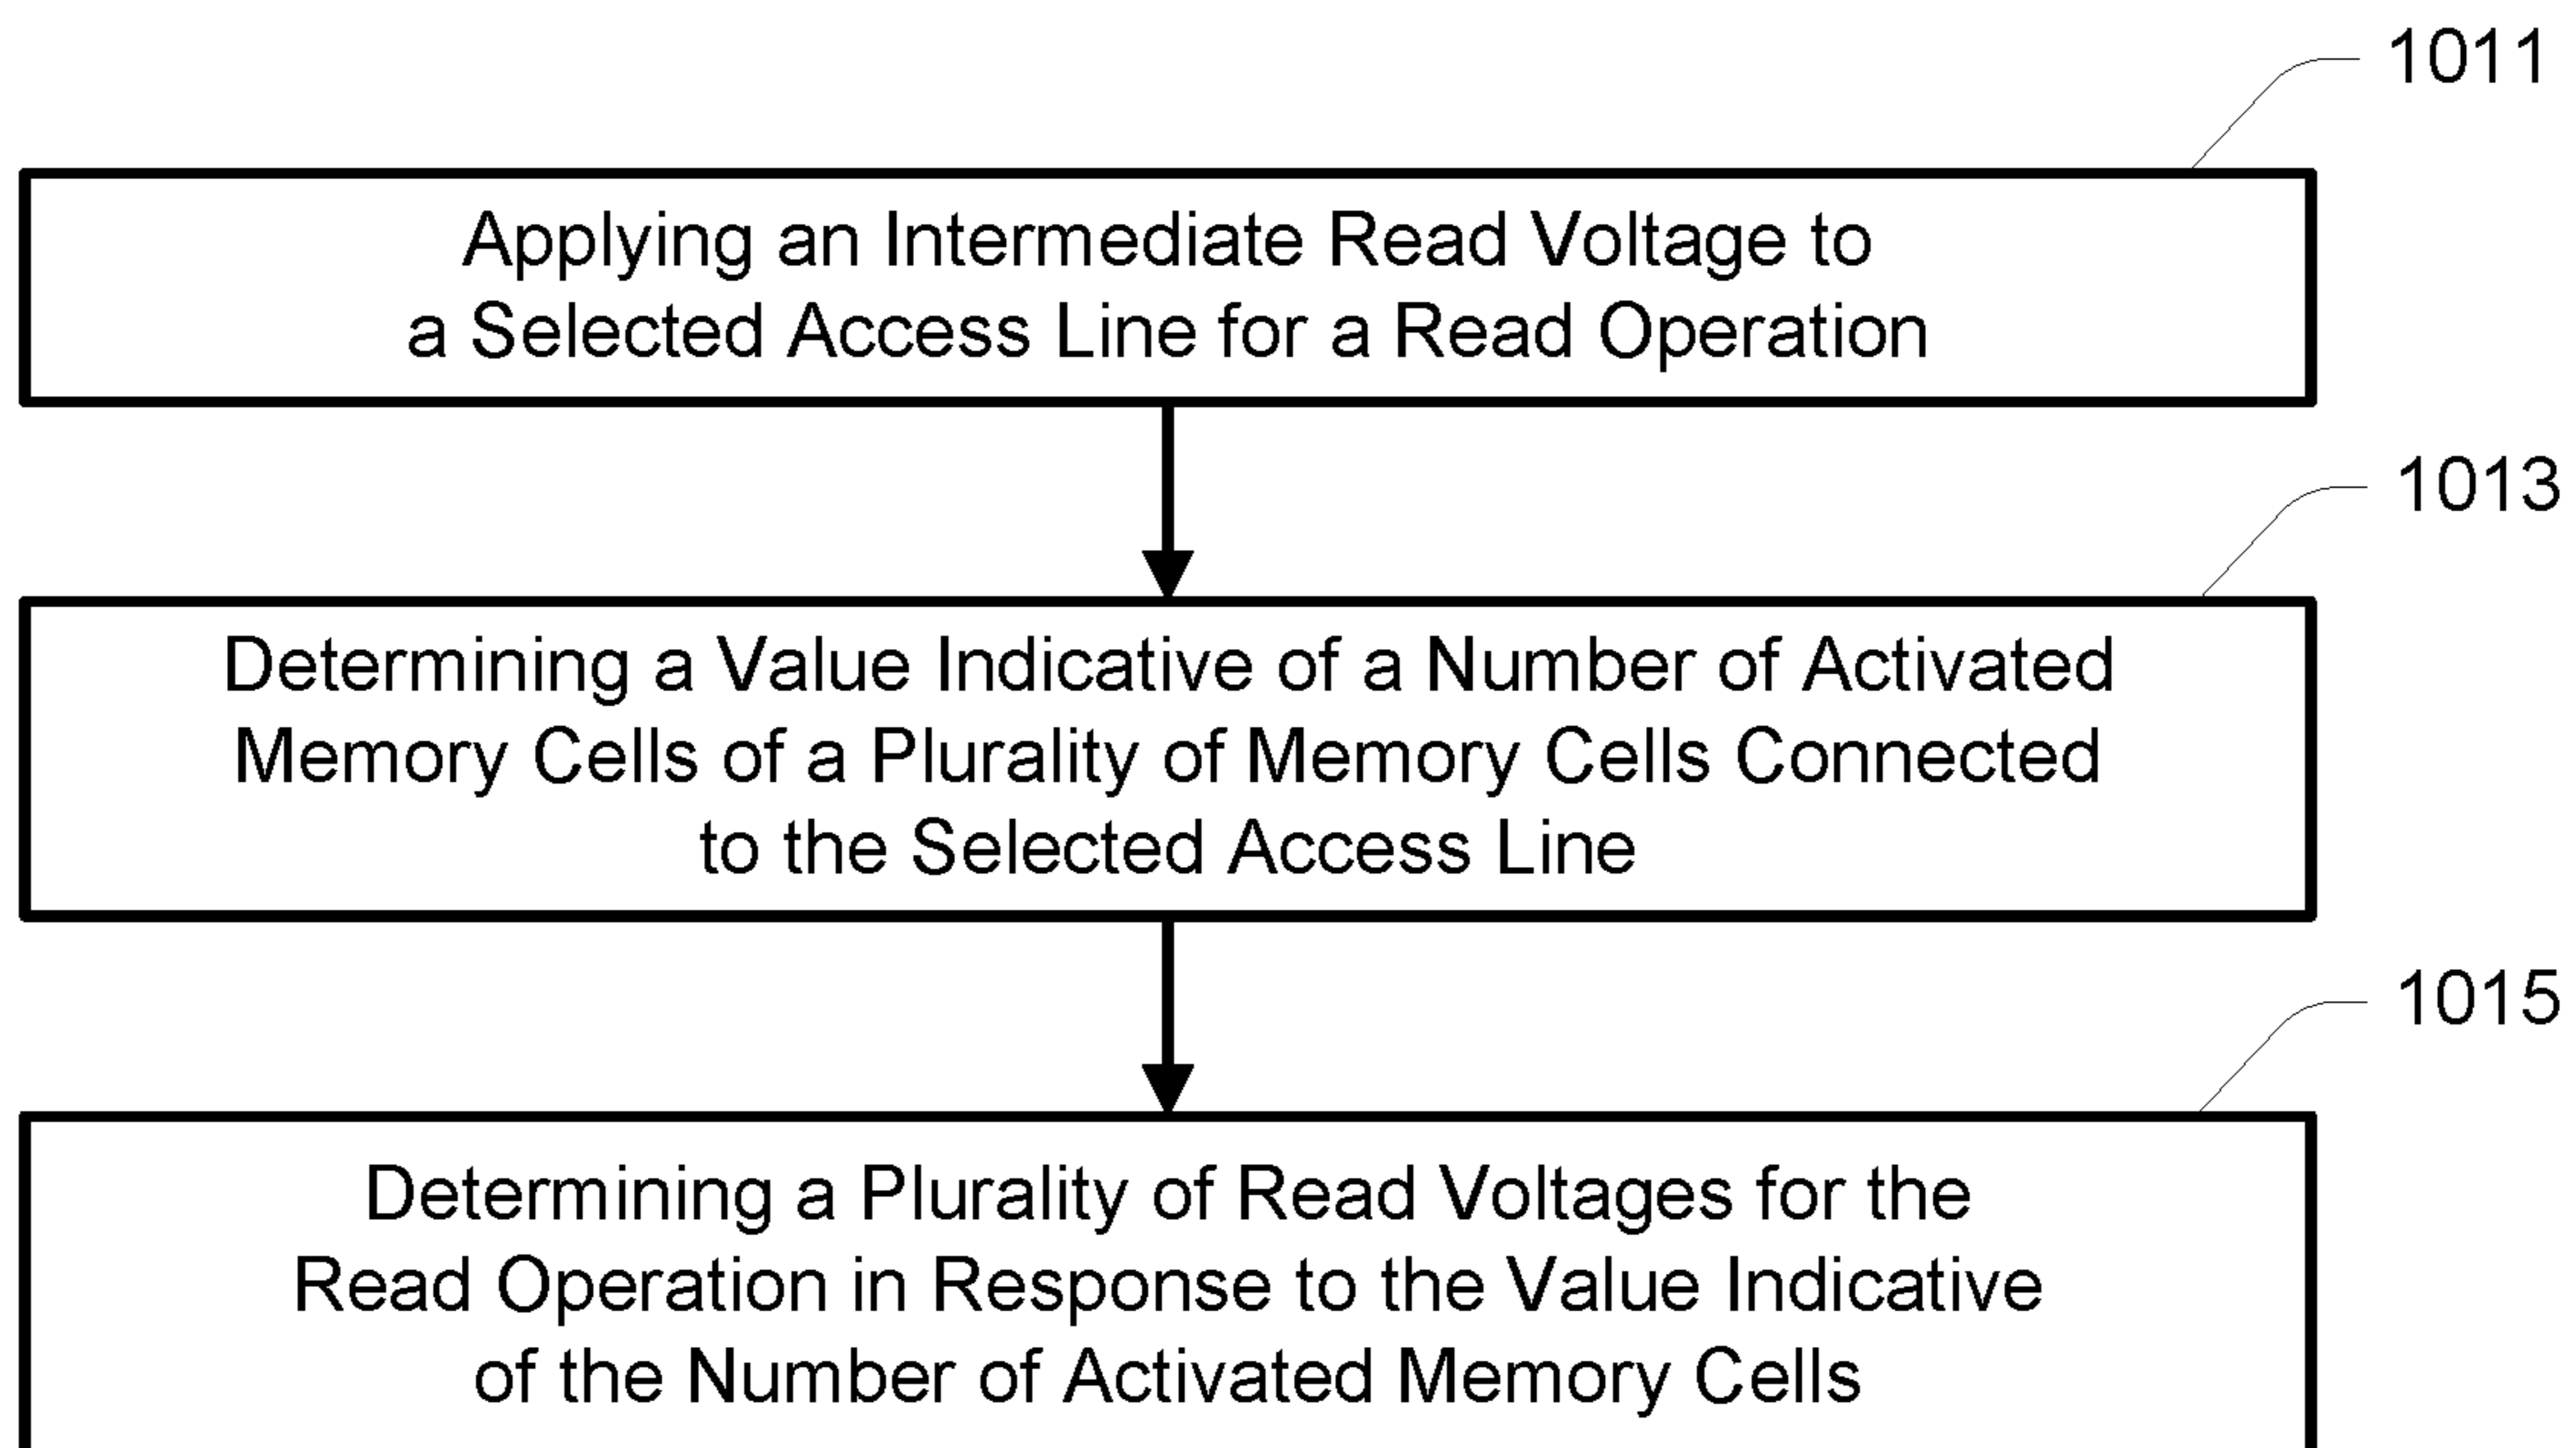 1011
Applying an Intermediate Read Voltage to
a Selected Access Line for a Read Operation
1013
Determining a Value Indicative of a Number of Activated
Memory Cells of a Plurality of Memory Cells Connected
to the Selected Access Line
1015
Determining a Plurality of Read Voltages for the
Read Operation in Response to the Value Indicative
of the Number of Activated Memory Cells